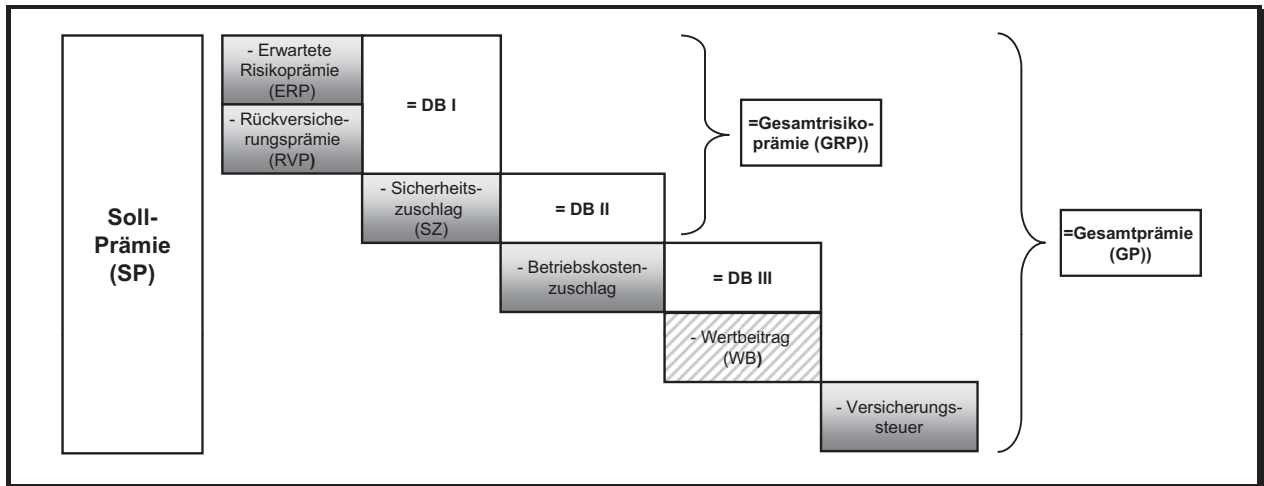 Soll-
Prämie
(SP)
- Erwartete
Risikoprämie
(ERP)
- Rückversiche-
rungsprämie
(RVP)
= DB I
- Sicherheits-
zuschlag
(SZ)
= DB II
- Betriebskosten-
zuschlag
= DB III
- Wertbeitrag
(WB)
- Versicherungs-
steuer
=Gesamtrisiko-
prämie (GRP))
=Gesamtprämie
(GP))